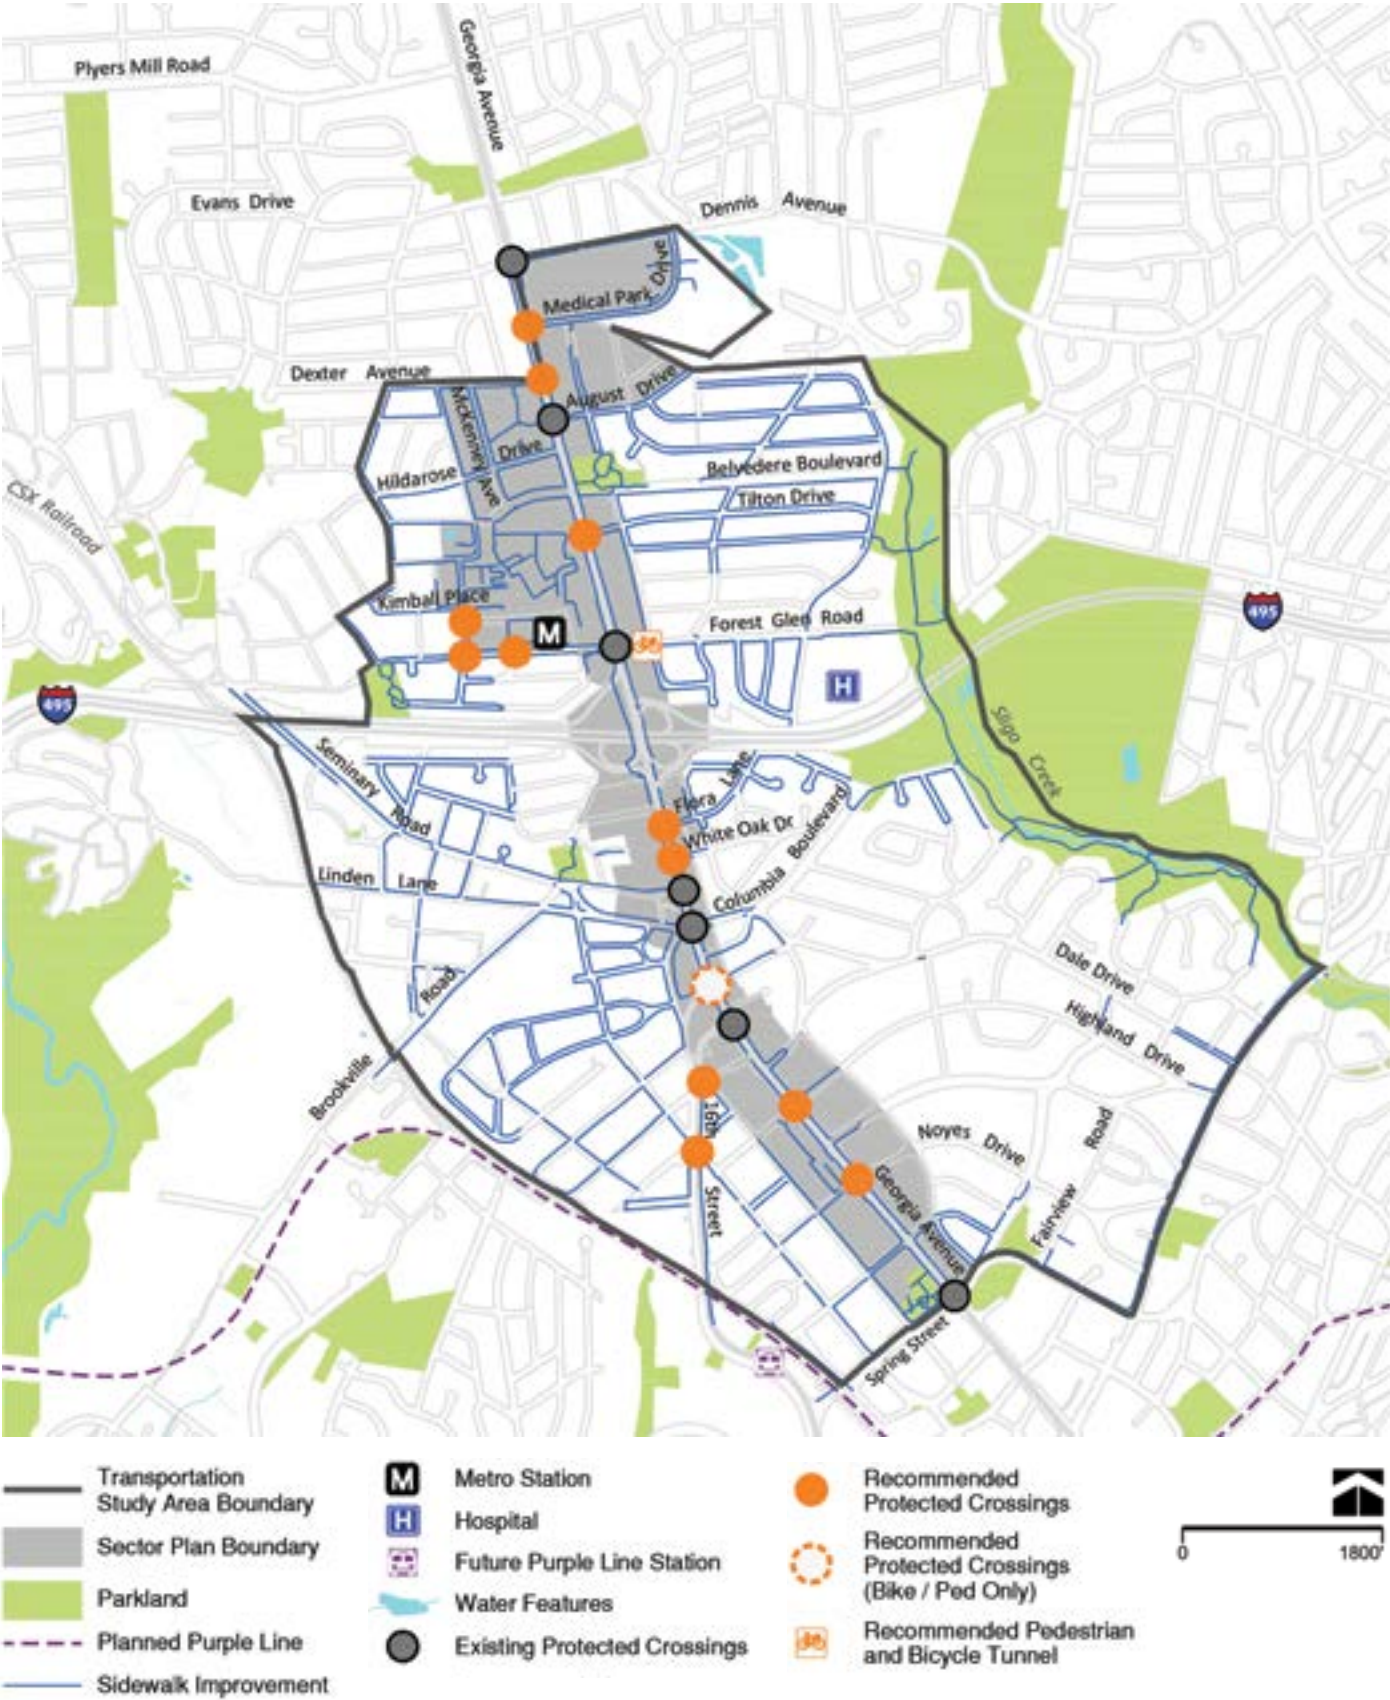 Georgia Avenue
Plyers Mill Road
Evans Drive
Dennis Avenue
Medical Park Drive
Dexter Avenue
McKenney Ave
August Drive
Hildarose Drive
Belvedere Boulevard
Tilton Drive
CSX Railroad
Kimball Place
M
Forest Glen Road
495
H
495
Sligo Creek
Seminary Road
Flora Lane
White Oak Dr
Columbia Boulevard
Linden Lane
Dale Drive
Highland Drive
Brookville Road
16th Street
Noyes Drive
Fairview Road
Georgia Avenue
Spring Street
Transportation
Study Area Boundary
Sector Plan Boundary
Parkland
Planned Purple Line
Sidewalk Improvement
M
Metro Station
H
Hospital
Future Purple Line Station
Water Features
Existing Protected Crossings
Recommended
Protected Crossings
Recommended
Protected Crossings
(Bike / Ped Only)
Recommended Pedestrian
and Bicycle Tunnel
0 1800'